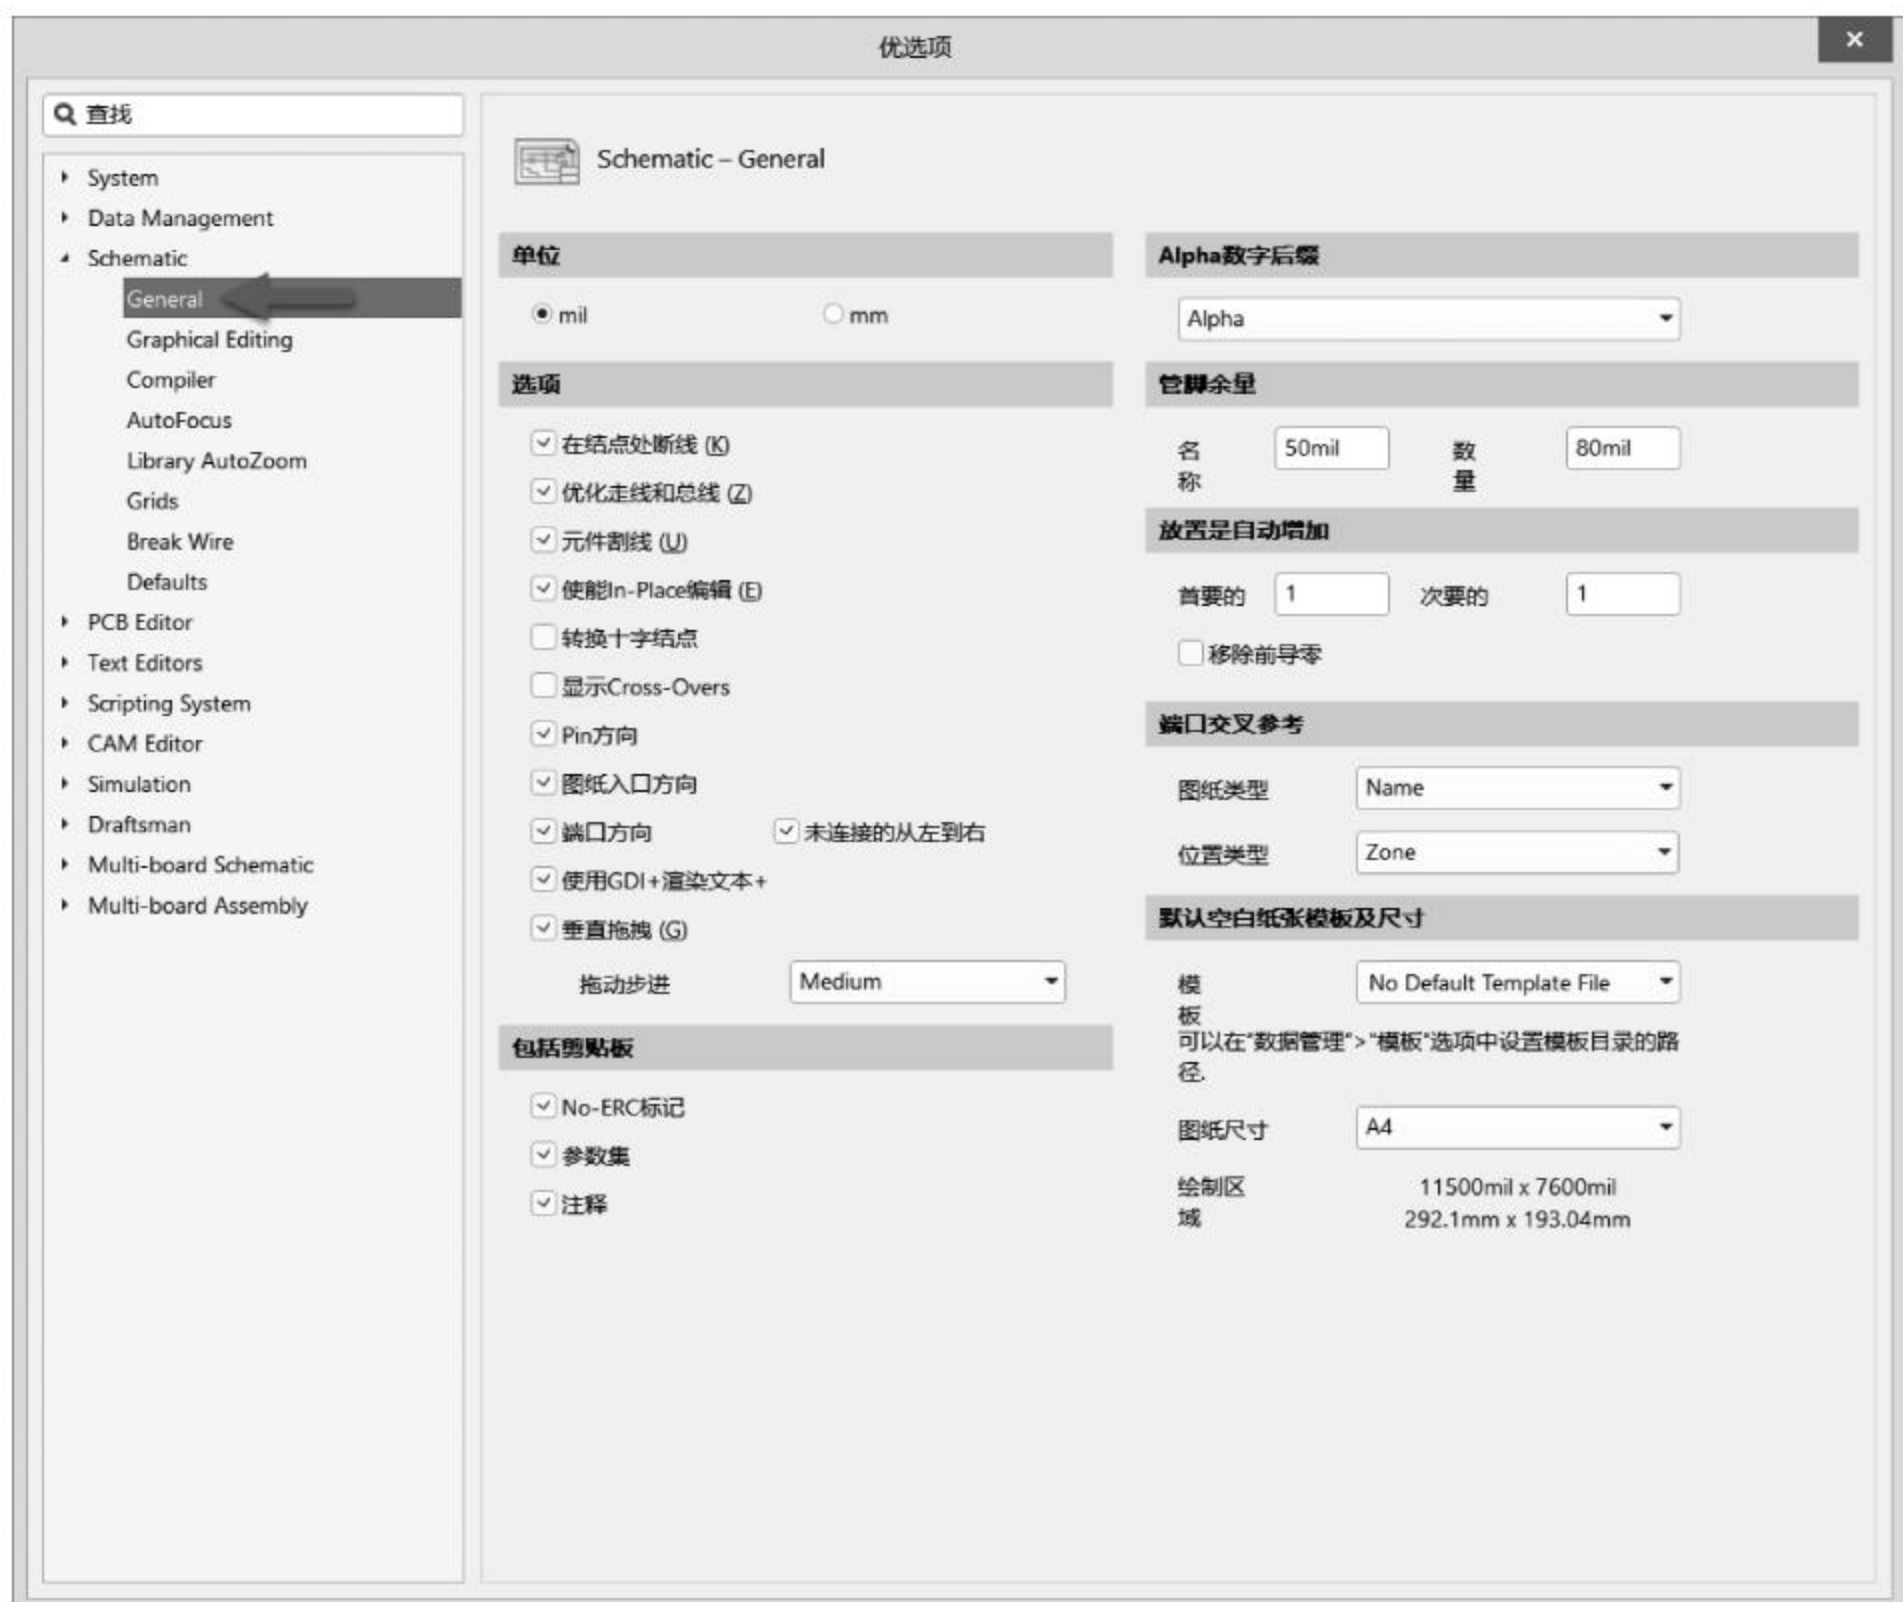 优选项
×
查找
System
Data Management
Schematic
General
Graphical Editing
Compiler
AutoFocus
Library AutoZoom
Grids
Break Wire
Defaults
PCB Editor
Text Editors
Scripting System
CAM Editor
Simulation
Draftsman
Multi-board Schematic
Multi-board Assembly
Schematic – General
单位
mil mm
选项
在结点处断线 (K)
优化走线和总线 (Z)
元件割线 (U)
使能In-Place编辑 (E)
转换十字结点
显示Cross-Overs
Pin方向
图纸入口方向
端口方向 未连接的从左到右
使用GDI+渲染文本+
垂直拖拽 (G)
拖动步进 Medium
包括剪贴板
No-ERC标记
参数集
注释
Alpha数字后缀
Alpha
管脚余量
名称 50mil 数量 80mil
放置是自动增加
首要的 1 次要的 1
移除前导零
端口交叉参考
图纸类型 Name
位置类型 Zone
默认空白纸张模板及尺寸
模板 No Default Template File
可以在"数据管理">"模板"选项中设置模板目录的路
径.
图纸尺寸 A4
绘制区域 11500mil x 7600mil
292.1mm x 193.04mm